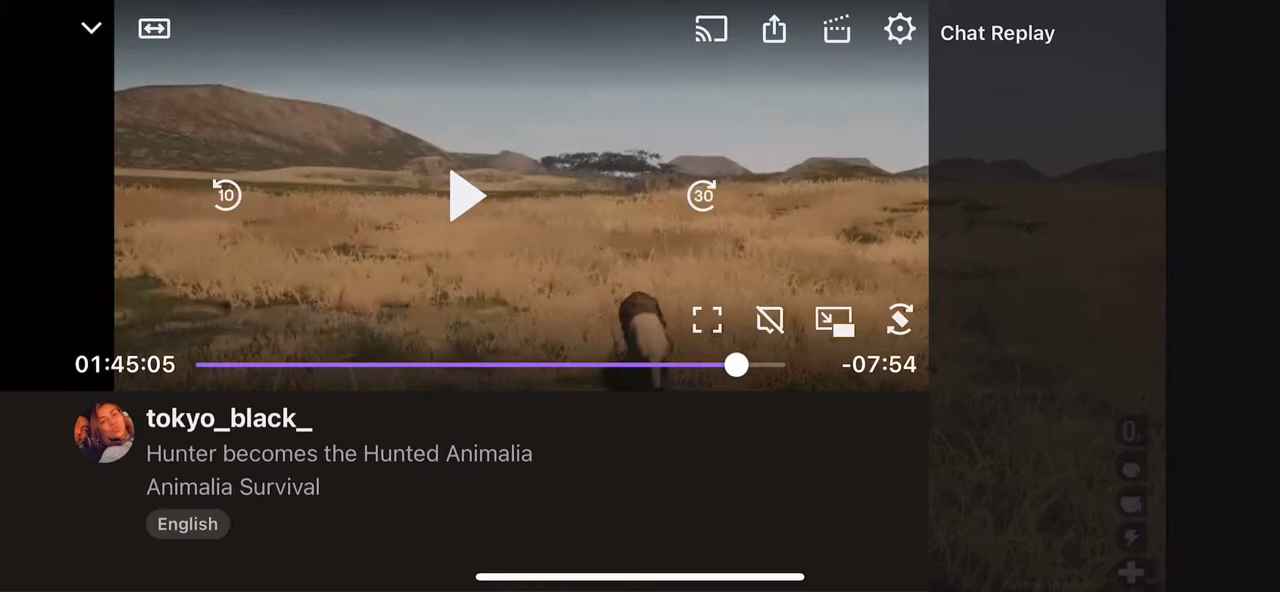 Chat Replay
10
30
01:45:05
-07:54
tokyo_black_
Hunter becomes the Hunted Animalia
Animalia Survival
English